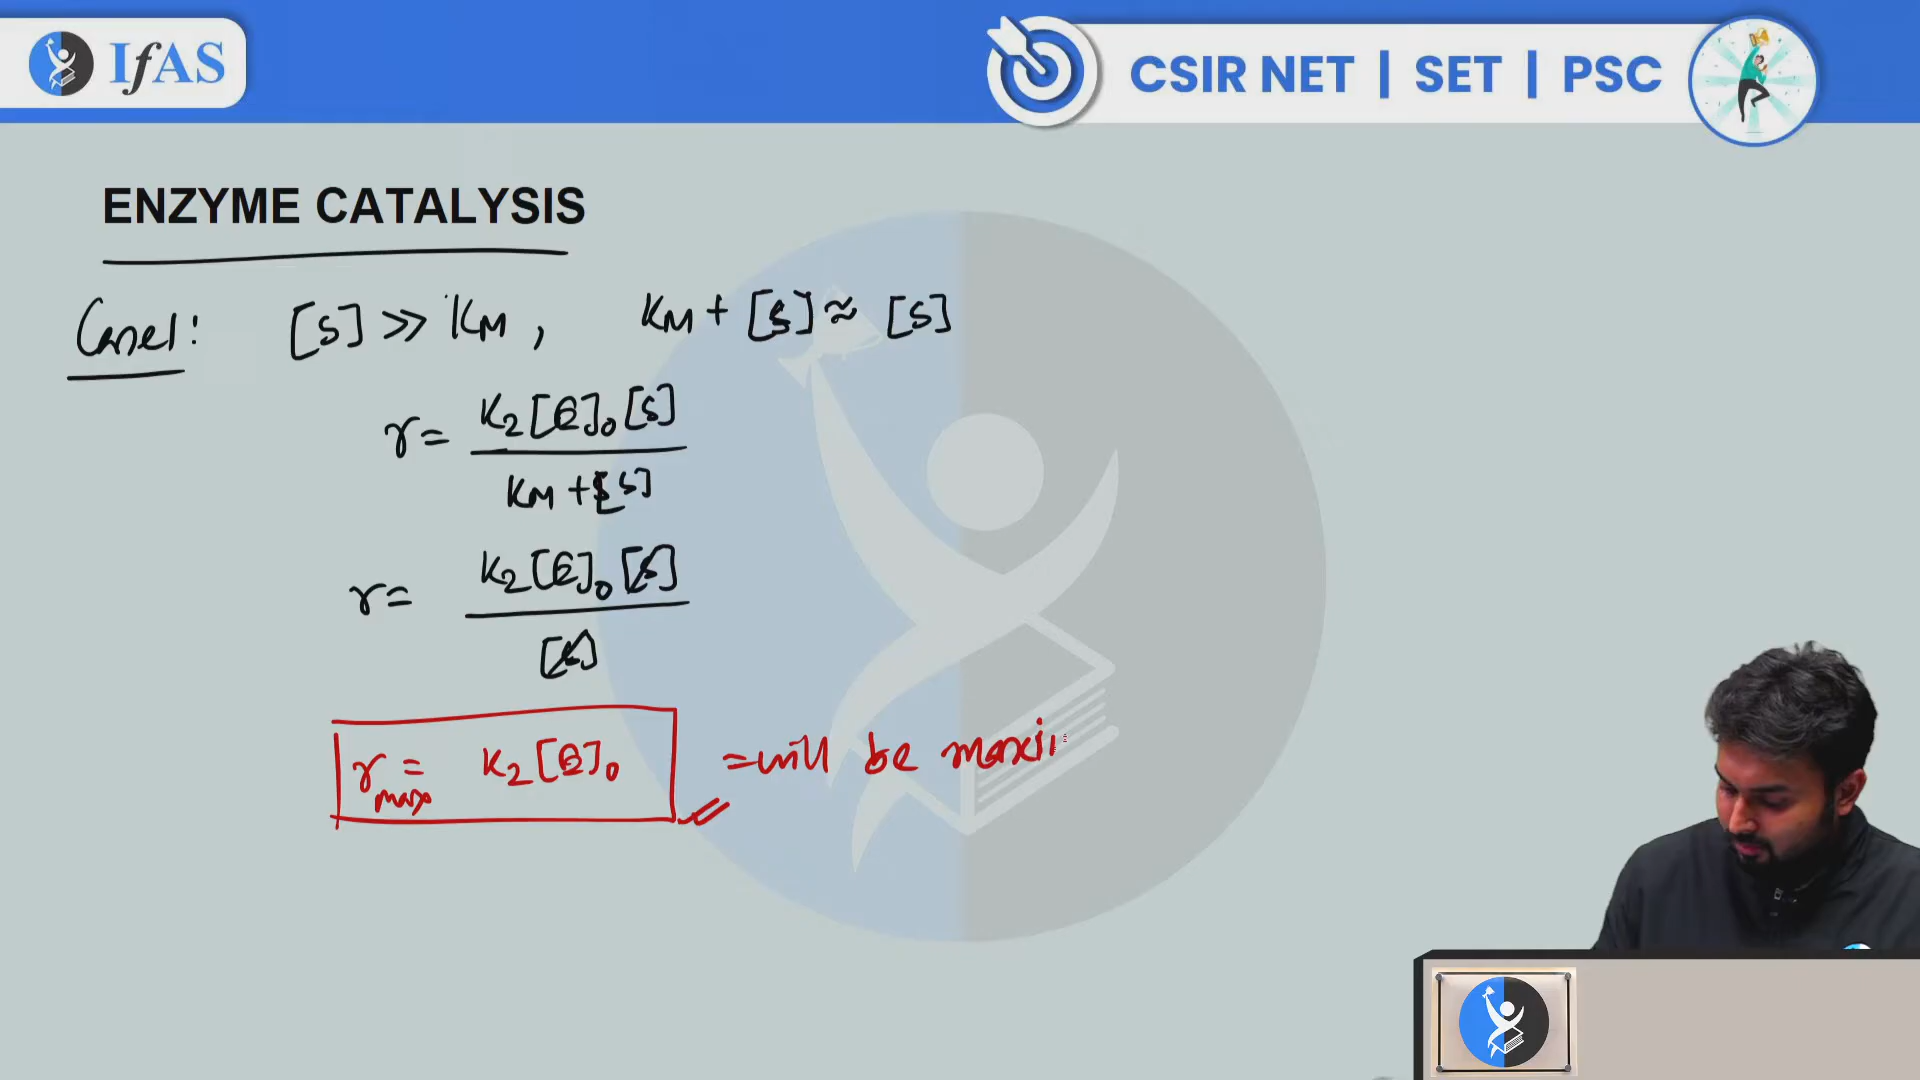 IfAS
CSIR NET | SET | PSC
ENZYME CATALYSIS
Case1: [S] >> KM, KM + [S] ≈ [S]
r = K2[E]0[S] / KM + [S]
r = K2[E]0[S] / [S]
rmax = K2[E]0 = will be maxi